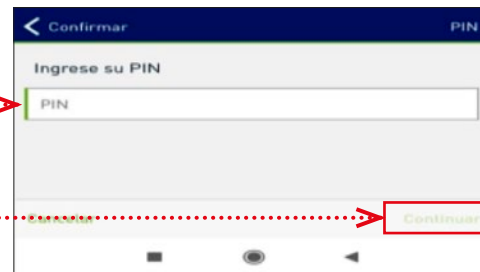 Confirmar PIN
Ingrese su PIN
PIN
Cancelar Continuar